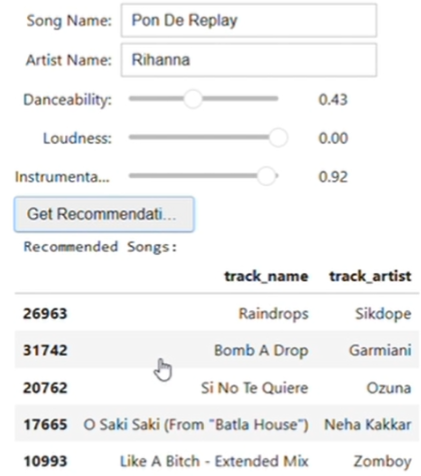 Song Name: Pon De Replay
Artist Name: Rihanna
Danceability: 0.43
Loudness: 0.00
Instrumenta... 0.92
Get Recommendati...
Recommended Songs:
track_name track_artist
26963 Raindrops Sikdope
31742 Bomb A Drop Garmiani
20762 Si No Te Quiere Ozuna
17665 O Saki Saki (From "Batla House") Neha Kakkar
10993 Like A Bitch - Extended Mix Zomboy